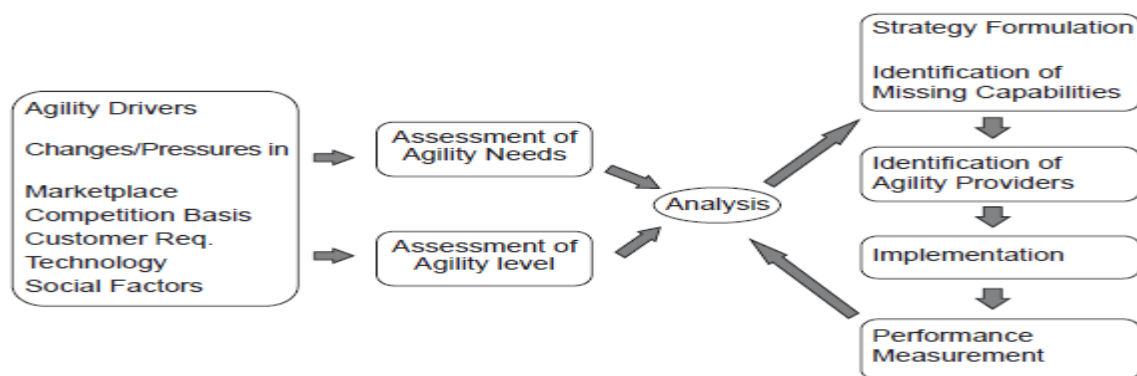 Agility Drivers
Changes/Pressures in
Marketplace
Competition Basis
Customer Req.
Technology
Social Factors
Assessment of
Agility Needs
Assessment of
Agility level
Analysis
Strategy Formulation
Identification of
Missing Capabilities
Identification of
Agility Providers
Implementation
Performance
Measurement